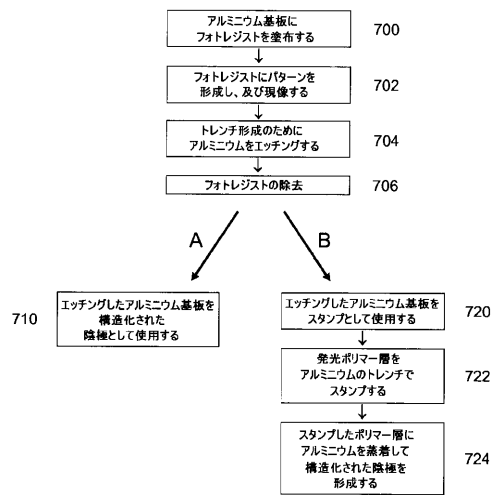 アルミニウム基板に
フォトレジストを塗布する
700
フォトレジストにパターンを
形成し、及び現像する
702
トレンチ形成のために
アルミニウムをエッチングする
704
フォトレジストの除去
706
A
B
エッチングしたアルミニウム基板を
構造化された
陰極として使用する
710
エッチングしたアルミニウム基板を
スタンプとして使用する
720
発光ポリマー層を
アルミニウムのトレンチで
スタンプする
722
スタンプしたポリマー層に
アルミニウムを蒸着して
構造化された陰極を
形成する
724